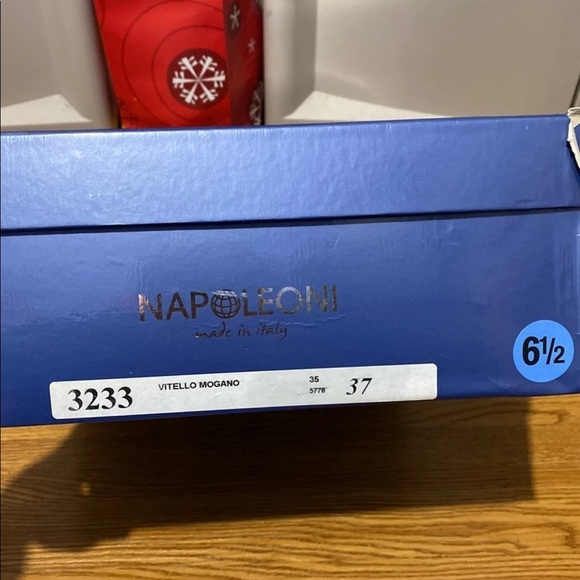 NAPOLEONI
made in italy
6½
3233 VITELLO MOGANO 35 37
5778